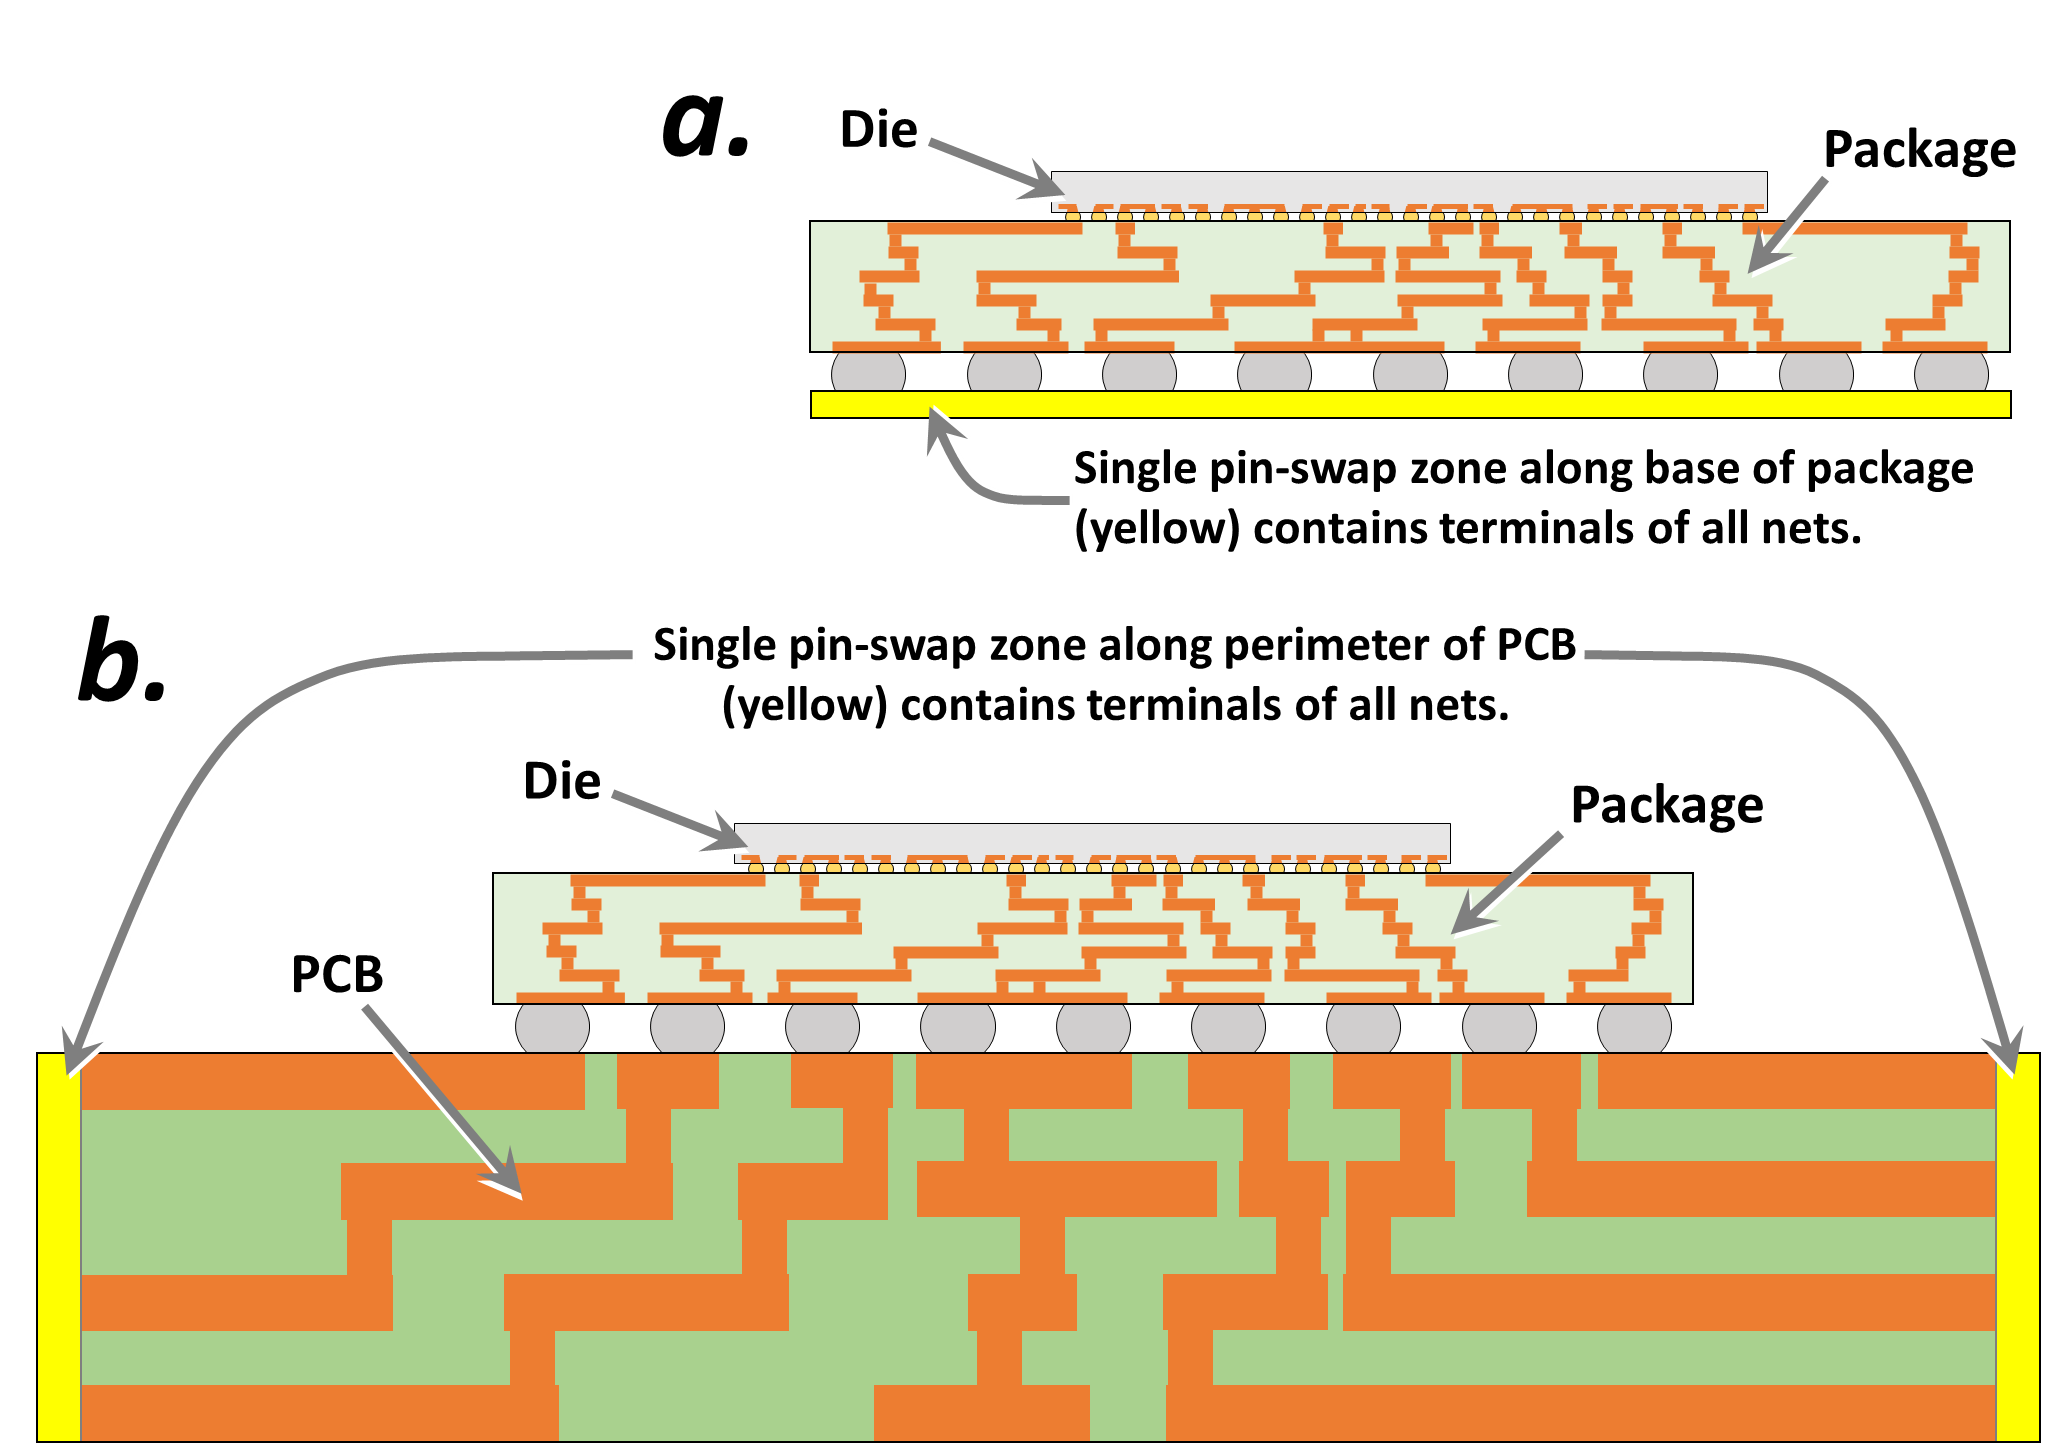 a.
Die
Package
Single pin-swap zone along base of package
(yellow) contains terminals of all nets.
b.
Single pin-swap zone along perimeter of PCB
(yellow) contains terminals of all nets.
Die
Package
PCB